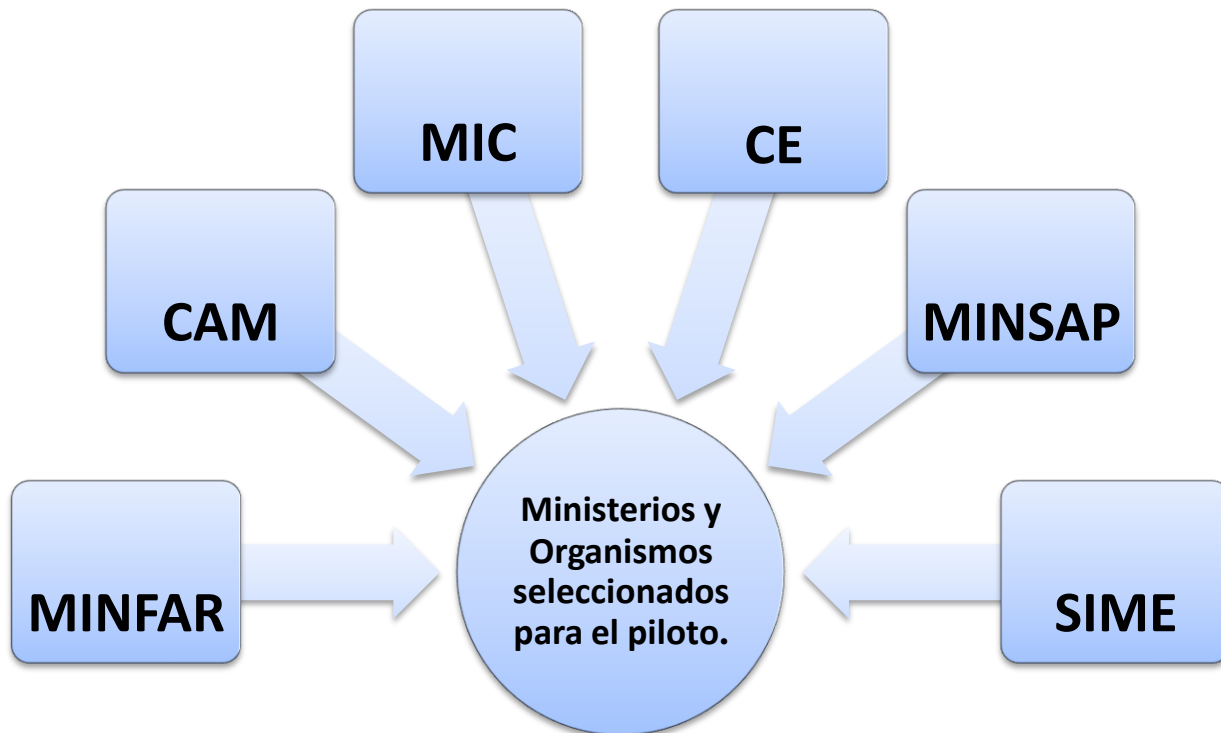 MIC
CE
CAM
MINSAP
Ministerios y
Organismos
seleccionados
para el piloto.
MINFAR
SIME